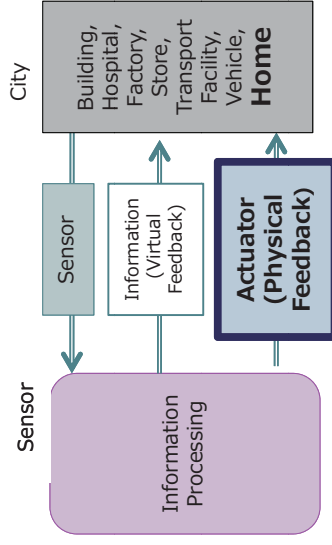 City
Building,
Hospital,
Factory,
Store,
Transport
Facility,
Vehicle,
Home
Sensor
Information
(Virtual
Feedback)
Actuator
(Physical
Feedback)
Sensor
Information
Processing